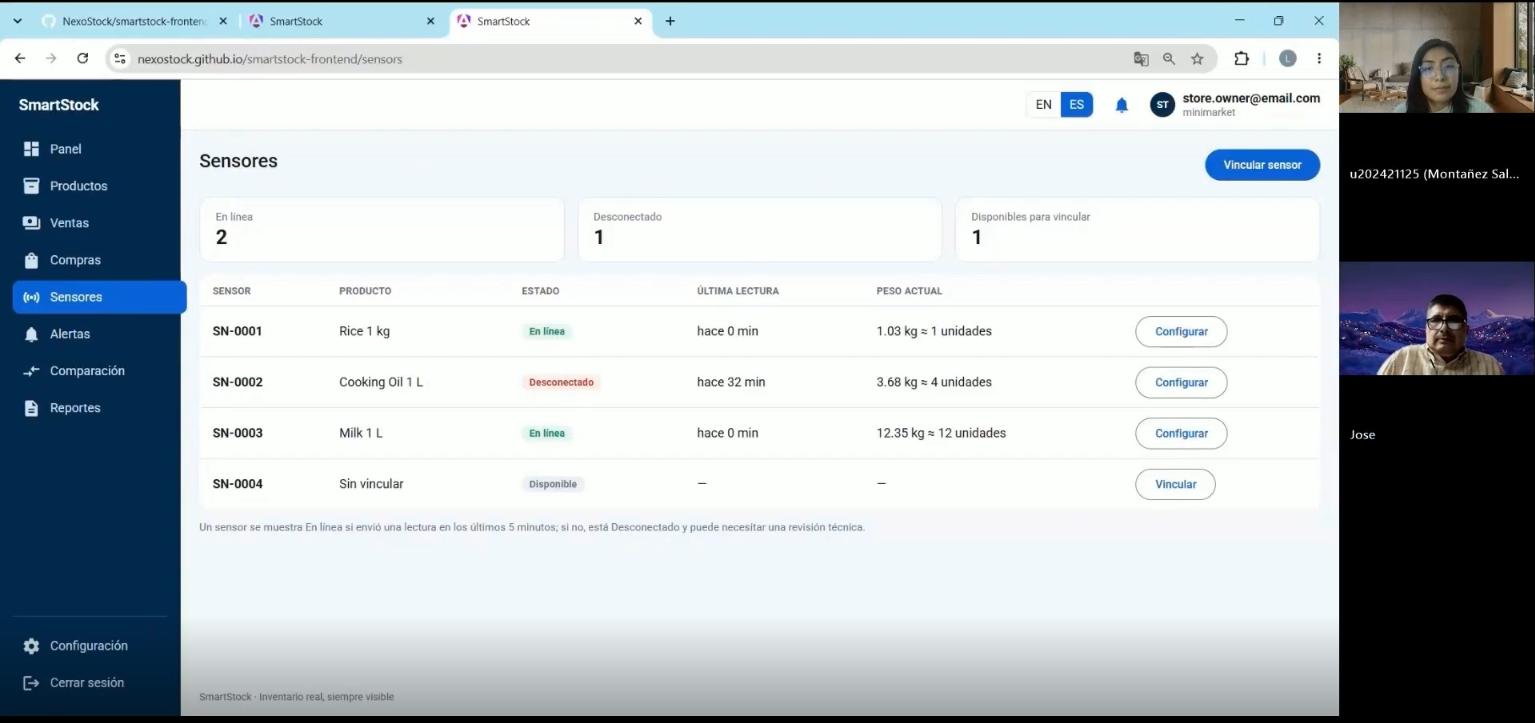 NexoStock/smartstock-frontend
SmartStock
SmartStock
nexostock.github.io/smartstock-frontend/sensors
L
SmartStock
EN
ES
ST
store.owner@email.com
minimarket
Panel
Productos
Ventas
Compras
Sensores
Alertas
Comparación
Reportes
Configuración
Cerrar sesión
Sensores
Vincular sensor
En línea
2
Desconectado
1
Disponibles para vincular
1
SENSOR PRODUCTO ESTADO ÚLTIMA LECTURA PESO ACTUAL
SN-0001 Rice 1 kg En línea hace 0 min 1.03 kg ≈ 1 unidades Configurar
SN-0002 Cooking Oil 1 L Desconectado hace 32 min 3.68 kg ≈ 4 unidades Configurar
SN-0003 Milk 1 L En línea hace 0 min 12.35 kg ≈ 12 unidades Configurar
SN-0004 Sin vincular Disponible — — Vincular
Un sensor se muestra En línea si envió una lectura en los últimos 5 minutos; si no, está Desconectado y puede necesitar una revisión técnica.
SmartStock · Inventario real, siempre visible
u202421125 (Montañez Sal...
Jose